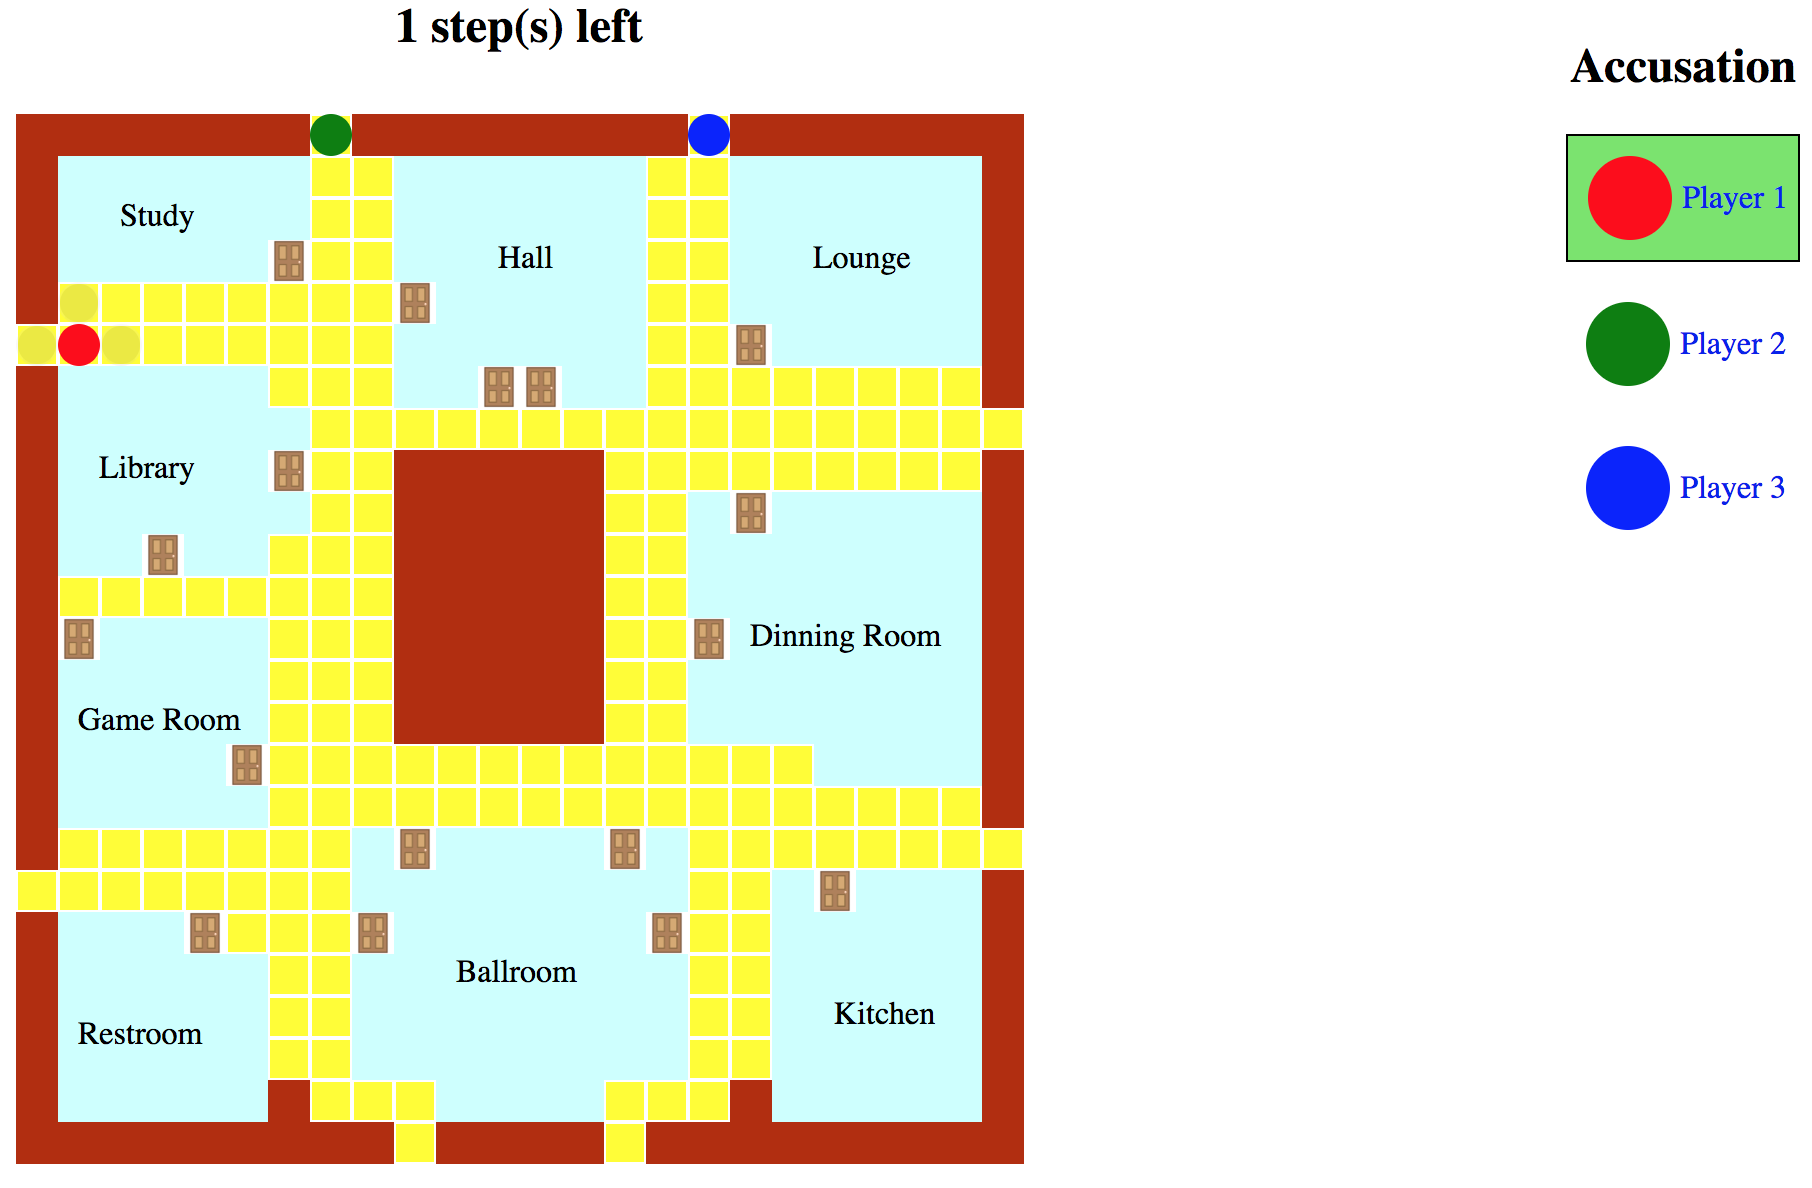 1 step(s) left
Accusation
Player 1
Player 2
Player 3
Study
Hall
Lounge
Library
Dinning Room
Game Room
Ballroom
Kitchen
Restroom